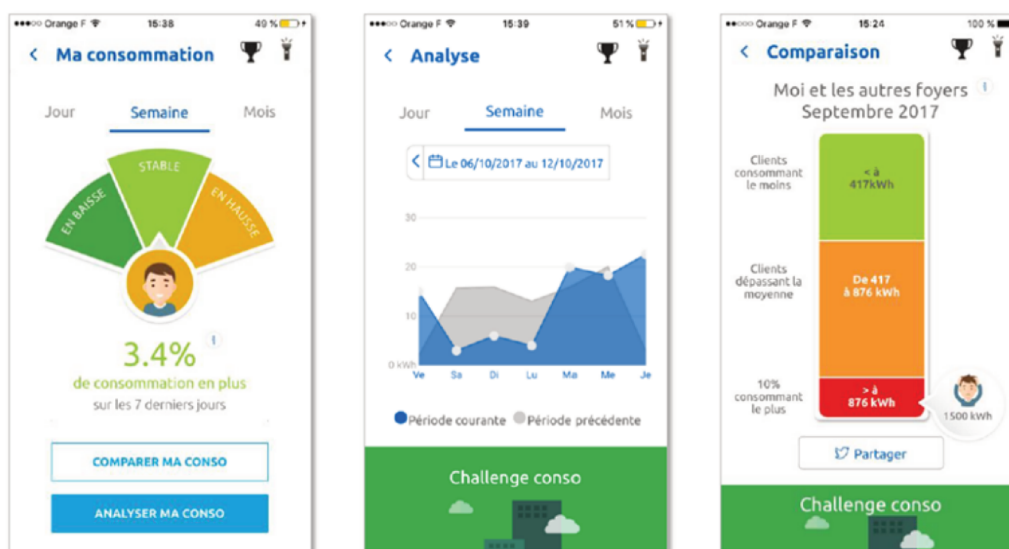 ●●●○○ Orange F 15:38 49 %
Ma consommation
Jour Semaine Mois
EN BAISSE
STABLE
EN HAUSSE
3.4%
de consommation en plus
sur les 7 derniers jours
COMPARER MA CONSO
ANALYSER MA CONSO
●●●○○ Orange F 15:39 51 %
Analyse
Jour Semaine Mois
Le 06/10/2017 au 12/10/2017
30
20
10
0 kWh
Ve Sa Di Lu Ma Me Je
Période courante Période précédente
Challenge conso
●●○○○ Orange F 15:24 100 %
Comparaison
Moi et les autres foyers
Septembre 2017
Clients
consommant
le moins
< à
417kWh
Clients
dépassant la
moyenne
De 417
à 876 kWh
10%
consommant
le plus
> à
876 kWh
1500 kWh
Partager
Challenge conso